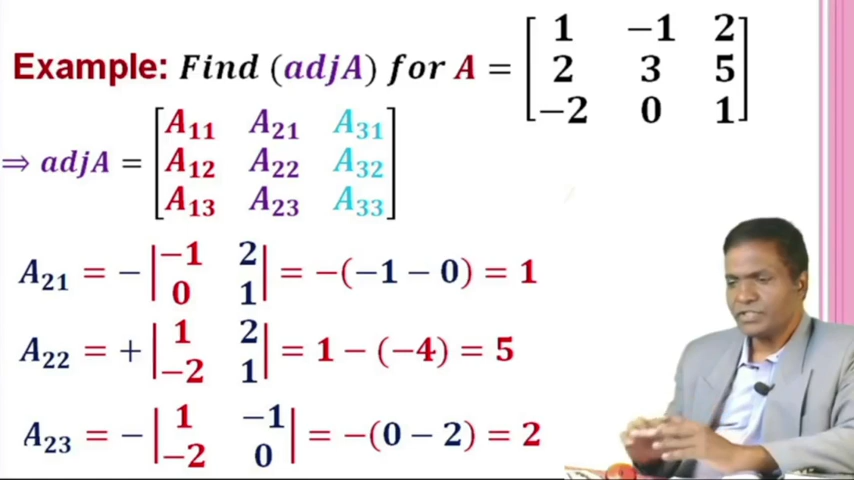 Example: Find (adjA) for A = [1 −1 2; 2 3 5; −2 0 1]
⇒ adjA = [A₁₁ A₂₁ A₃₁; A₁₂ A₂₂ A₃₂; A₁₃ A₂₃ A₃₃]
A₂₁ = − |−1 2; 0 1| = −(−1 − 0) = 1
A₂₂ = + |1 2; −2 1| = 1 − (−4) = 5
A₂₃ = − |1 −1; −2 0| = −(0 − 2) = 2